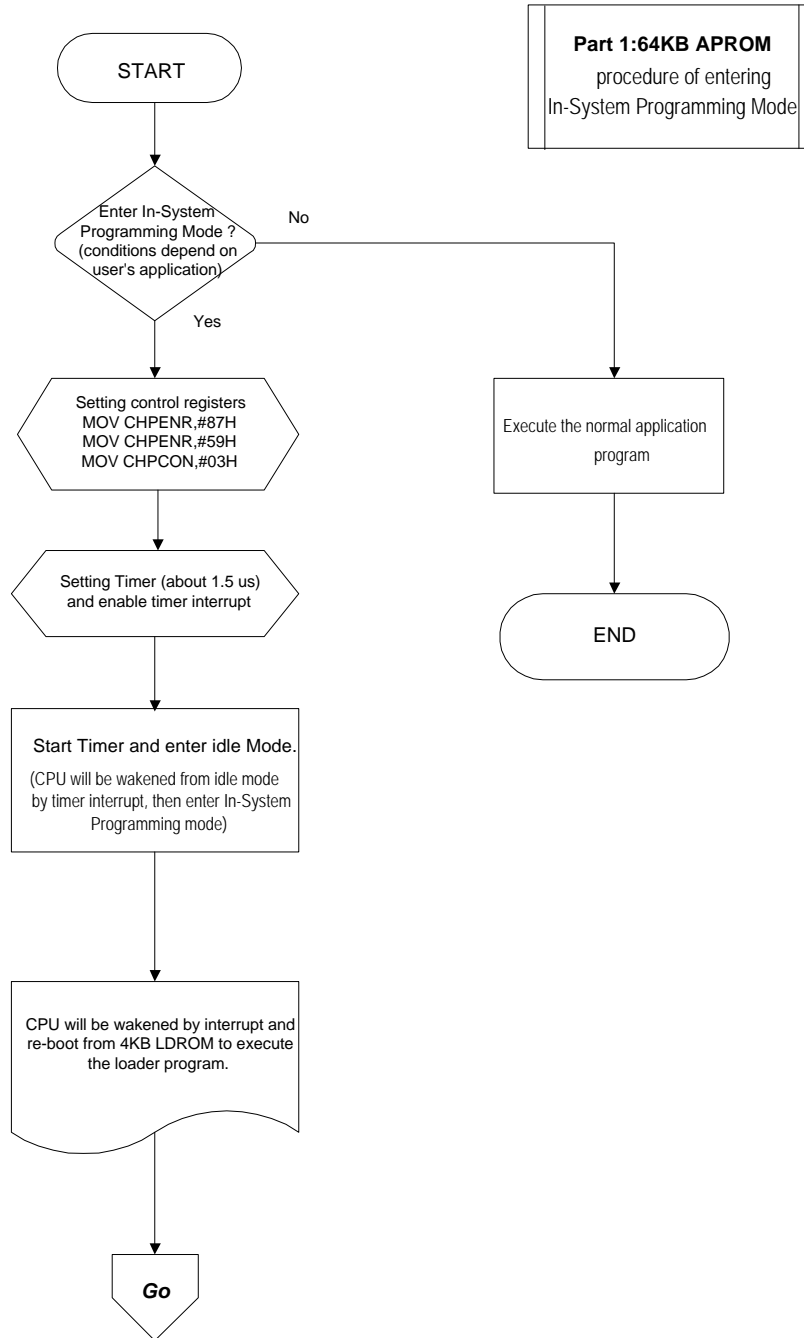 Part 1:64KB APROM
procedure of entering
In-System Programming Mode
START
Enter In-System
Programming Mode ?
(conditions depend on
user's application)
No
Yes
Setting control registers
MOV CHPENR,#87H
MOV CHPENR,#59H
MOV CHPCON,#03H
Execute the normal application
program
Setting Timer (about 1.5 us)
and enable timer interrupt
END
Start Timer and enter idle Mode.
(CPU will be wakened from idle mode
by timer interrupt, then enter In-System
Programming mode)
CPU will be wakened by interrupt and
re-boot from 4KB LDROM to execute
the loader program.
Go